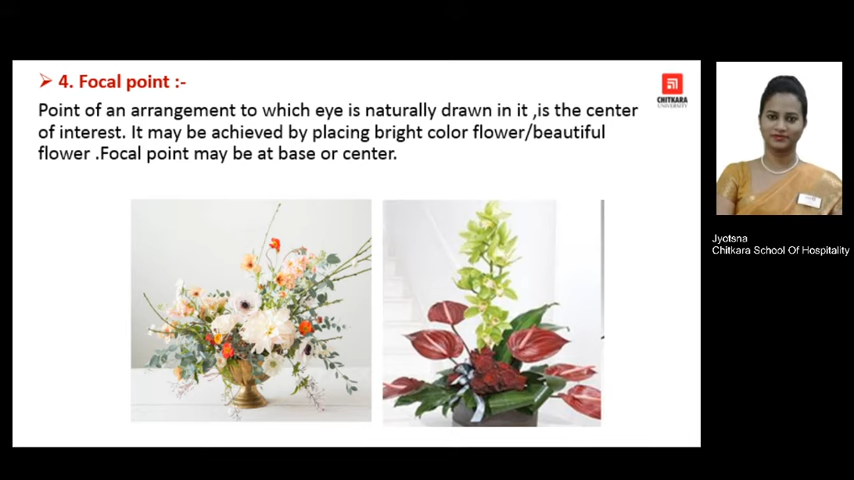 ➢ 4. Focal point :-
Point of an arrangement to which eye is naturally drawn in it ,is the center
of interest. It may be achieved by placing bright color flower/beautiful
flower .Focal point may be at base or center.
CHITKARA
UNIVERSITY
Jyotsna
Chitkara School Of Hospitality